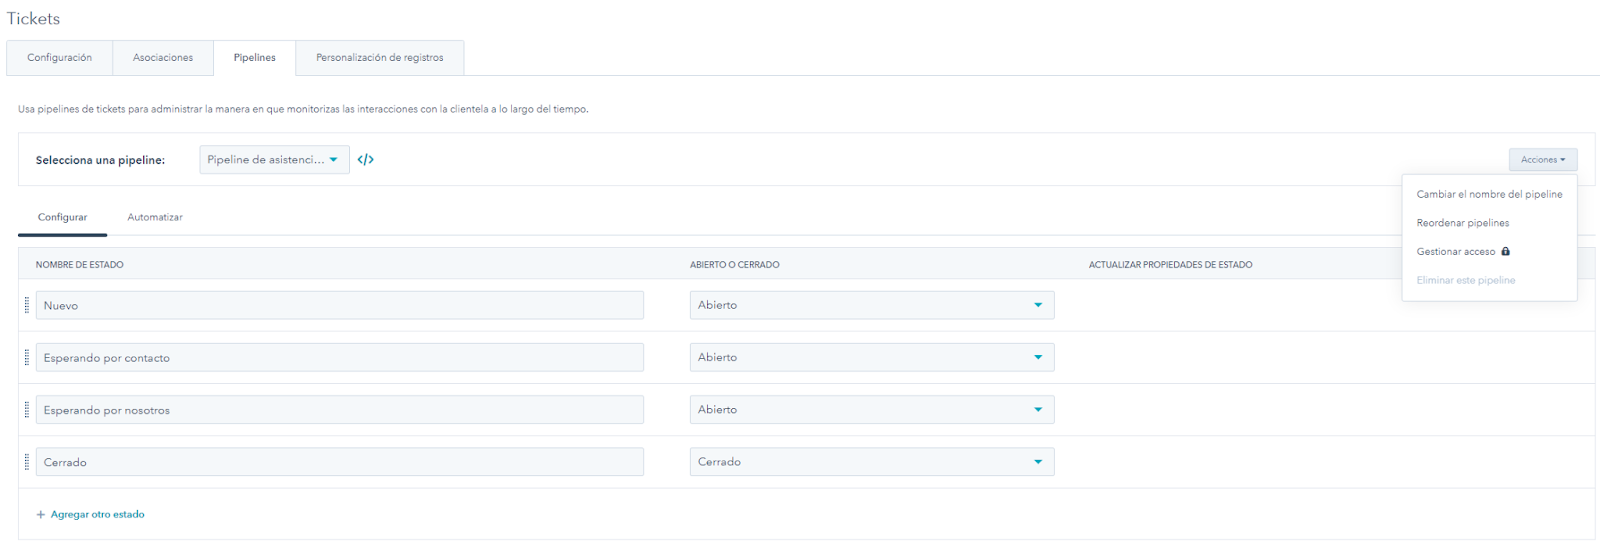 Tickets
Configuración
Asociaciones
Pipelines
Personalización de registros
Usa pipelines de tickets para administrar la manera en que monitorizas las interacciones con la clientela a lo largo del tiempo.
Selecciona una pipeline:
Pipeline de asistenci...
</>
Acciones
Cambiar el nombre del pipeline
Reordenar pipelines
Gestionar acceso
Eliminar este pipeline
Configurar
Automatizar
NOMBRE DE ESTADO
ABIERTO O CERRADO
ACTUALIZAR PROPIEDADES DE ESTADO
Nuevo
Abierto
Esperando por contacto
Abierto
Esperando por nosotros
Abierto
Cerrado
Cerrado
+ Agregar otro estado